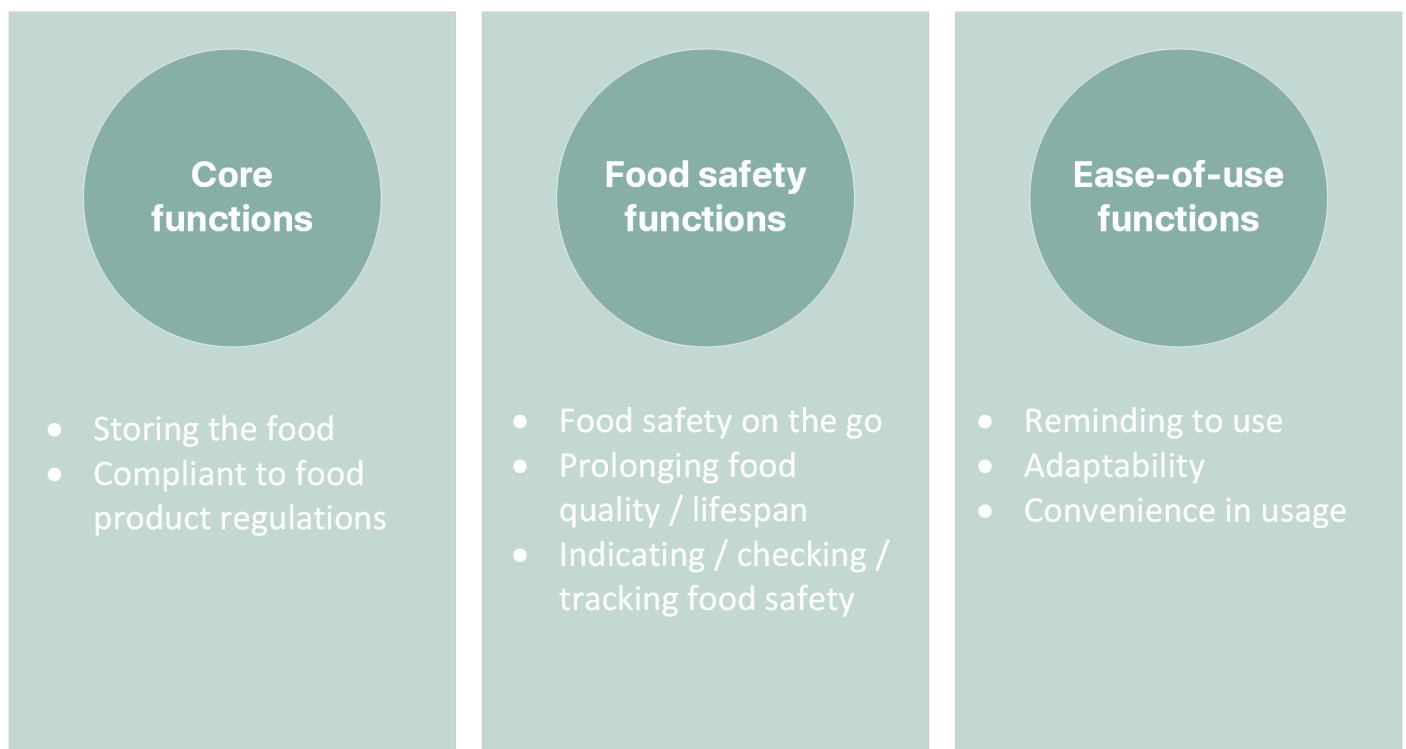 Core
functions
• Storing the food
• Compliant to food
product regulations
Food safety
functions
• Food safety on the go
• Prolonging food
quality / lifespan
• Indicating / checking /
tracking food safety
Ease-of-use
functions
• Reminding to use
• Adaptability
• Convenience in usage